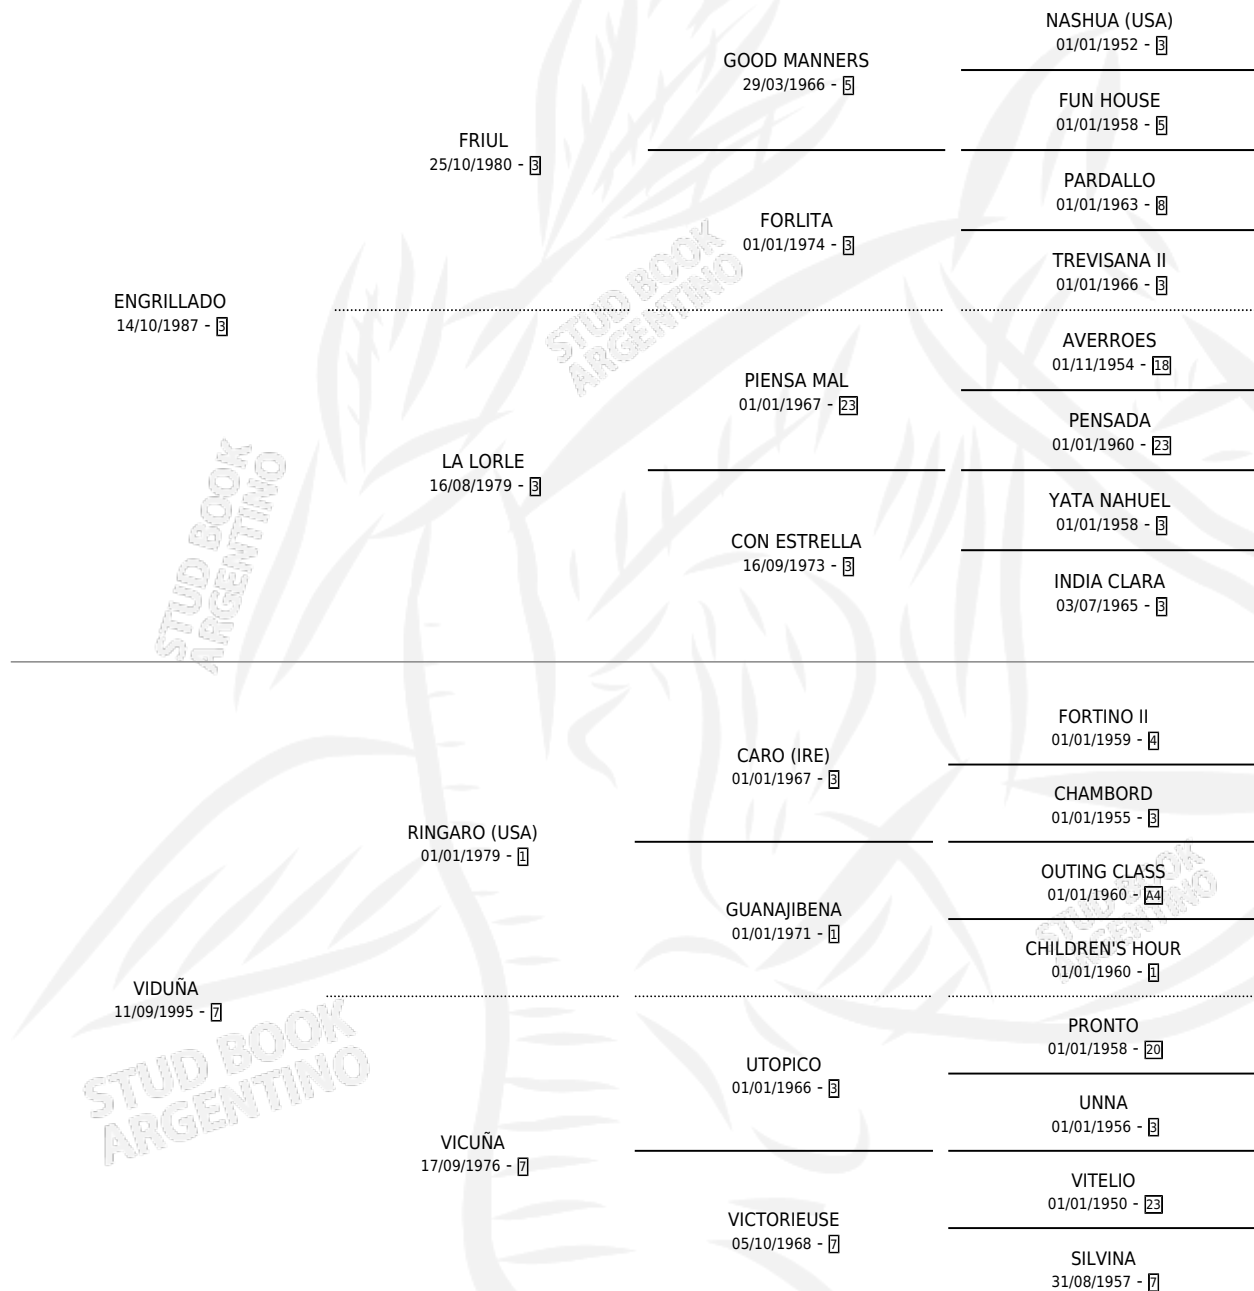 NASHUA (USA)
01/01/1952 - 3
GOOD MANNERS
29/03/1966 - 5
FUN HOUSE
01/01/1958 - 5
FRIUL
25/10/1980 - 3
PARDALLO
01/01/1963 - 8
FORLITA
01/01/1974 - 3
TREVISANA II
01/01/1966 - 3
ENGRILLADO
14/10/1987 - 3
STUD BOOK
ARGENTINO
AVERROES
01/11/1954 - 18
PIENSA MAL
01/01/1967 - 23
PENSADA
01/01/1960 - 23
LA LORLE
16/08/1979 - 3
YATA NAHUEL
01/01/1958 - 3
CON ESTRELLA
16/09/1973 - 3
INDIA CLARA
03/07/1965 - 3
STUD BOOK
ARGENTINO
FORTINO II
01/01/1959 - 4
CARO (IRE)
01/01/1967 - 3
CHAMBORD
01/01/1955 - 3
RINGARO (USA)
01/01/1979 - 1
OUTING CLASS
01/01/1960 - A4
GUANAJIBENA
01/01/1971 - 1
CHILDREN'S HOUR
01/01/1960 - 1
STUD BOOK
ARGENTINO
VIDUÑA
11/09/1995 - 7
STUD BOOK
ARGENTINO
PRONTO
01/01/1958 - 20
UTOPICO
01/01/1966 - 3
UNNA
01/01/1956 - 3
VICUÑA
17/09/1976 - 7
VITELIO
01/01/1950 - 23
VICTORIEUSE
05/10/1968 - 7
SILVINA
31/08/1957 - 7